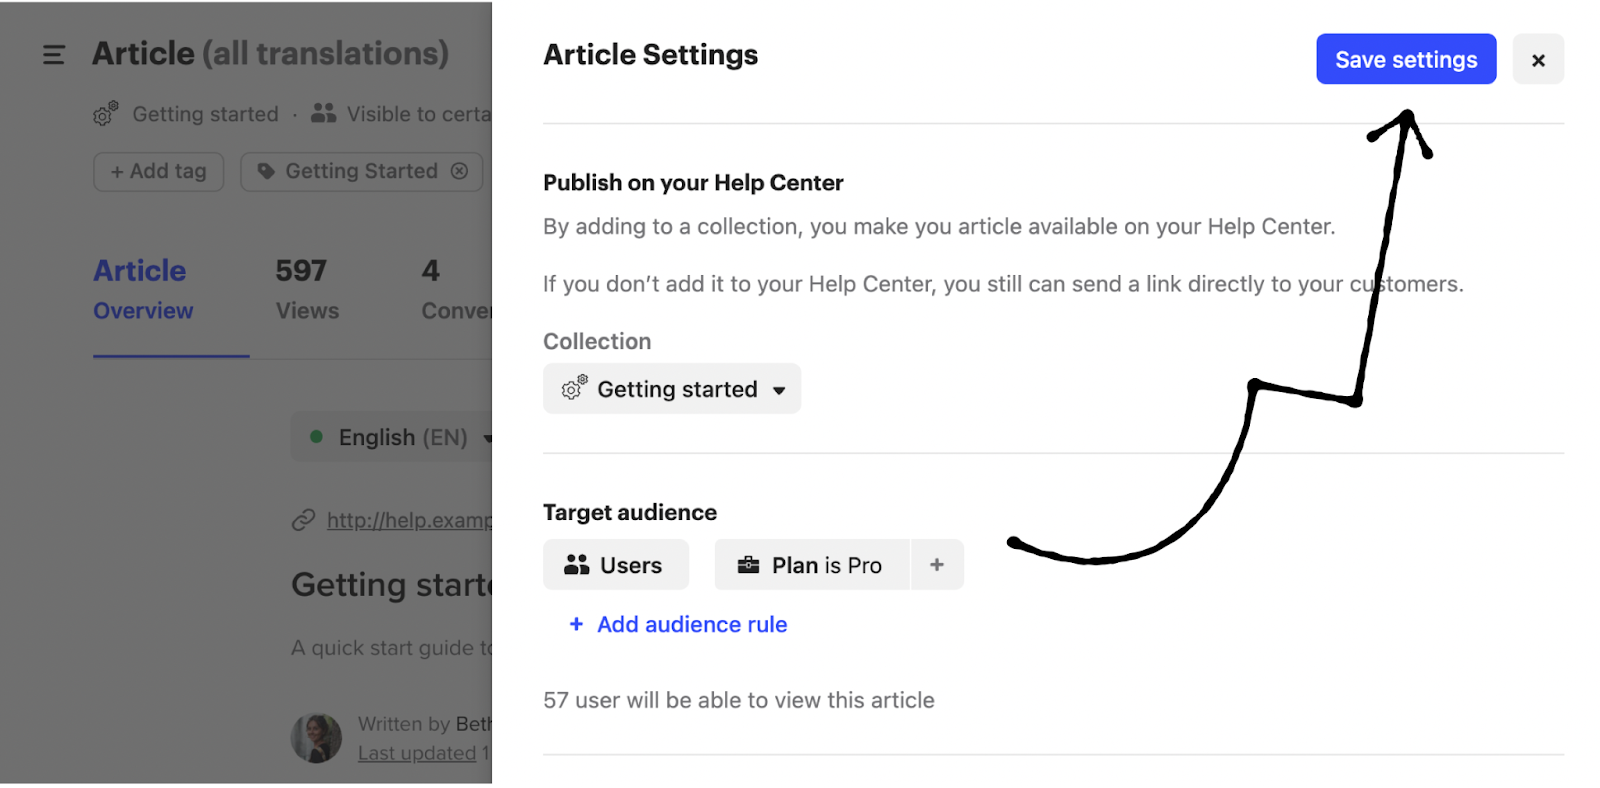 Article (all translations)
Getting started · Visible to certa
+ Add tag Getting Started
Article 597 4
Overview Views Conver
English (EN)
http://help.examp
Getting starte
A quick start guide to
Written by Beth
Last updated 1
Article Settings
Save settings
Publish on your Help Center
By adding to a collection, you make you article available on your Help Center.
If you don’t add it to your Help Center, you still can send a link directly to your customers.
Collection
Getting started
Target audience
Users Plan is Pro +
+ Add audience rule
57 user will be able to view this article